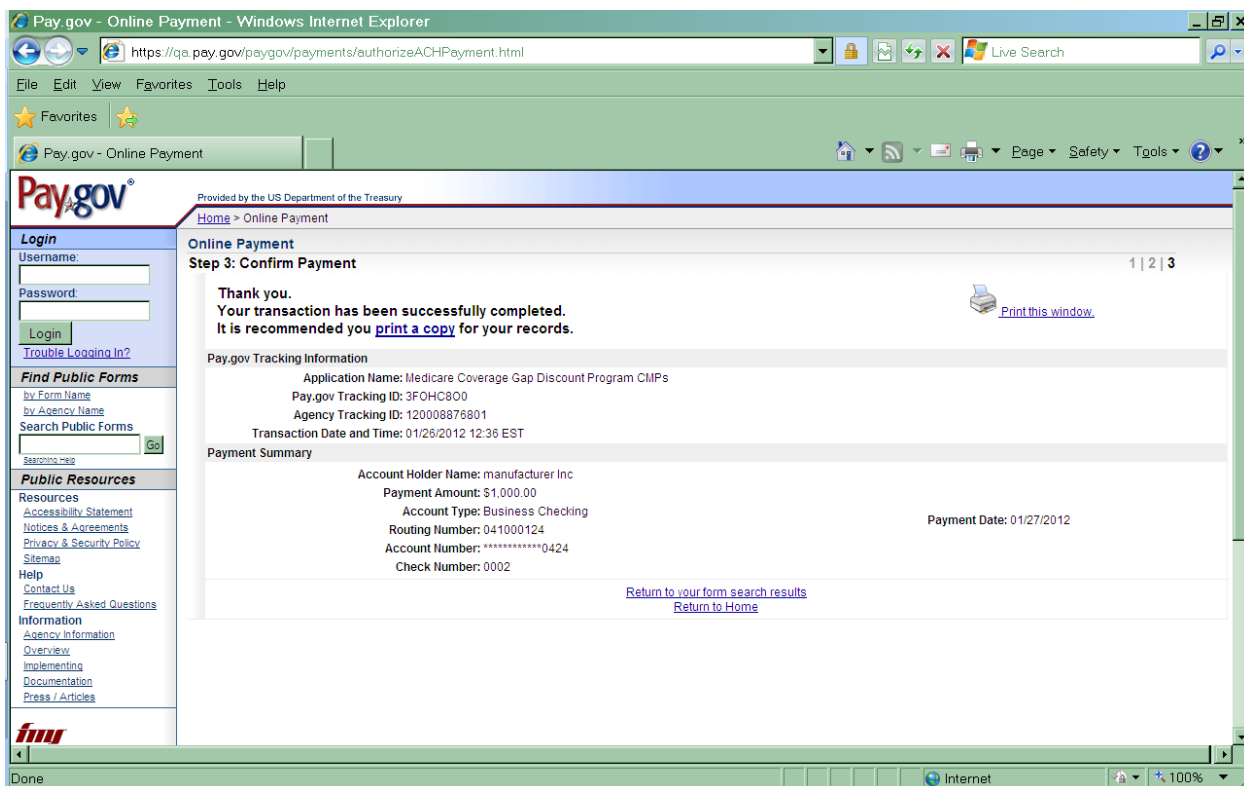 Pay.gov - Online Payment - Windows Internet Explorer
https://qa.pay.gov/paygov/payments/authorizeACHPayment.html
Live Search
File Edit View Favorites Tools Help
Favorites
Pay.gov - Online Payment
Page Safety Tools
Pay.gov®
Provided by the US Department of the Treasury
Home > Online Payment
Login
Username:
Password:
Login
Trouble Logging In?
Find Public Forms
by Form Name
by Agency Name
Search Public Forms
Go
Searching Help
Public Resources
Resources
Accessibility Statement
Notices & Agreements
Privacy & Security Policy
Sitemap
Help
Contact Us
Frequently Asked Questions
Information
Agency Information
Overview
Implementing
Documentation
Press / Articles
fmy
Online Payment
Step 3: Confirm Payment
1 | 2 | 3
Thank you.
Your transaction has been successfully completed.
It is recommended you print a copy for your records.
Print this window.
Pay.gov Tracking Information
Application Name: Medicare Coverage Gap Discount Program CMPs
Pay.gov Tracking ID: 3FOHC8O0
Agency Tracking ID: 120008876801
Transaction Date and Time: 01/26/2012 12:36 EST
Payment Summary
Account Holder Name: manufacturer Inc
Payment Amount: $1,000.00
Account Type: Business Checking
Routing Number: 041000124
Account Number: ************0424
Check Number: 0002
Payment Date: 01/27/2012
Return to your form search results
Return to Home
Done
Internet
100%